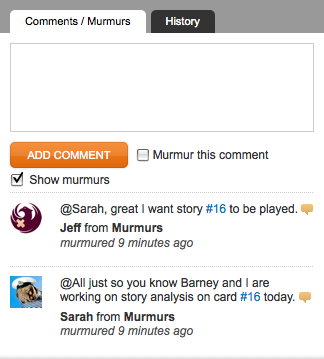 Comments / Murmurs History
ADD COMMENT Murmur this comment
Show murmurs
@Sarah, great I want story #16 to be played.
Jeff from Murmurs
murmured 9 minutes ago
@All just so you know Barney and I are
working on story analysis on card #16 today.
Sarah from Murmurs
murmured 9 minutes ago